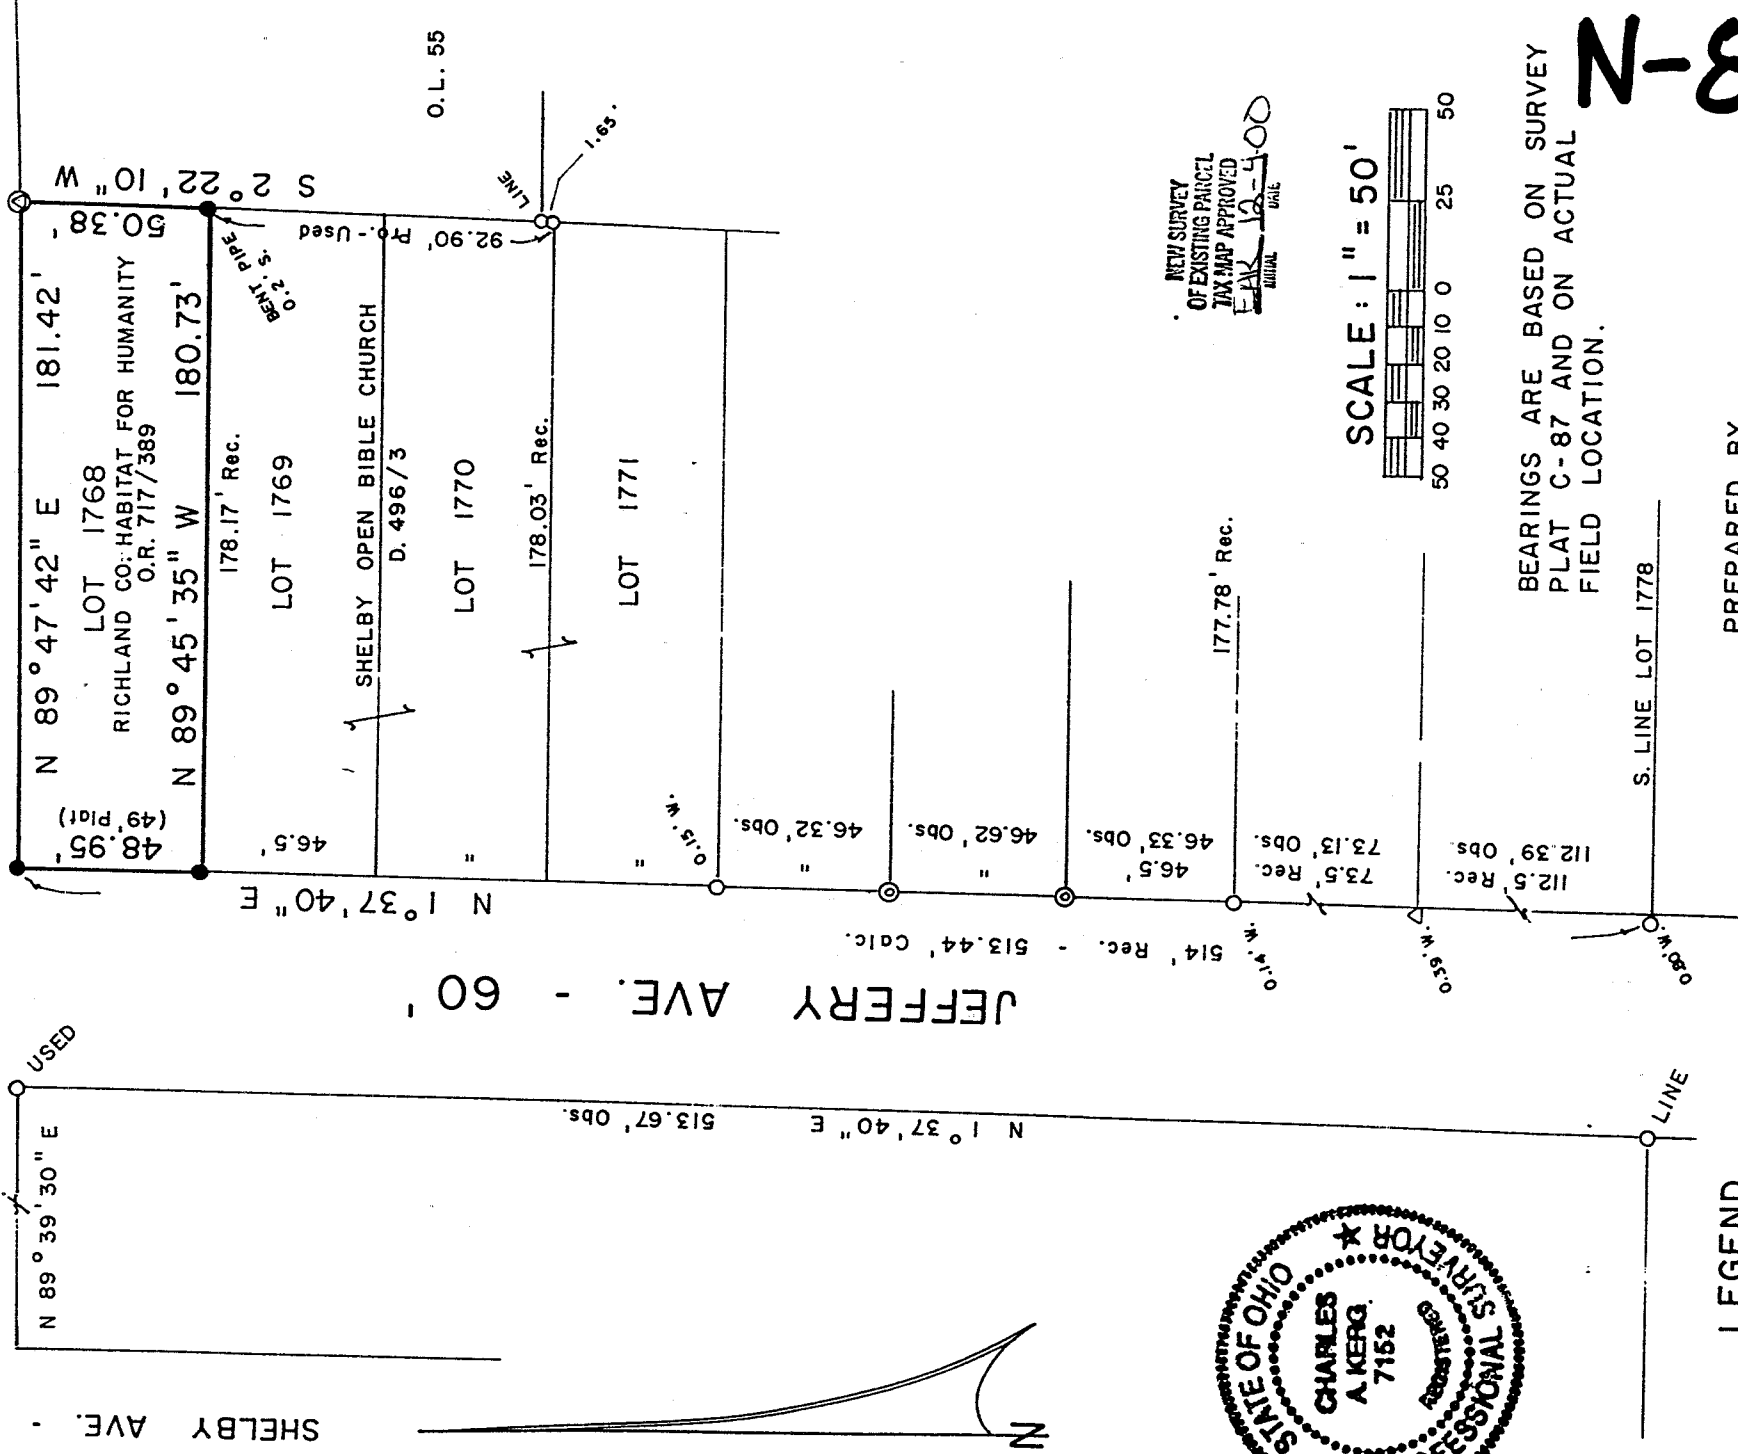 N-8
O.L. 55
S 2° 22' 10" W
50.38'
N 89° 47' 42" E 181.42'
LOT 1768
RICHLAND CO. HABITAT FOR HUMANITY
O.R. 717/389
N 89° 45' 35" W 180.73'
48.95'
(49' Plat)
BENT PIPE
0.2' S.
92.90' Pro.-Used
LINE
1.65'
178.17' Rec.
LOT 1769
SHELBY OPEN BIBLE CHURCH
D. 496/3
LOT 1770
178.03' Rec.
LOT 1771
46.5'
"
"
0.15' W.
"
46.32' Obs.
"
46.62' Obs.
46.5'
46.33' Obs.
177.78' Rec.
73.5' Rec.
73.13' Obs.
112.5' Rec.
112.39' Obs.
S. LINE LOT 1778
0.14' W.
0.39' W.
0.80' W.
N 1° 37' 40" E
514' Rec. - 513.44' Calc.
JEFFERY AVE. - 60'
USED
N 89° 39' 30" E
N 1° 37' 40" E 513.67' Obs.
LINE
SHELBY AVE. -
N
NEW SURVEY
OF EXISTING PARCEL
TAX MAP APPROVED
12-4-00
INITIAL DATE
SCALE : 1" = 50'
50 40 30 20 10 0 25 50
BEARINGS ARE BASED ON SURVEY
PLAT C-87 AND ON ACTUAL
FIELD LOCATION.
PREPARED BY
LEGEND
STATE OF OHIO
CHARLES
A. KERG
7152
REGISTERED
FESSIONAL SURVEYOR